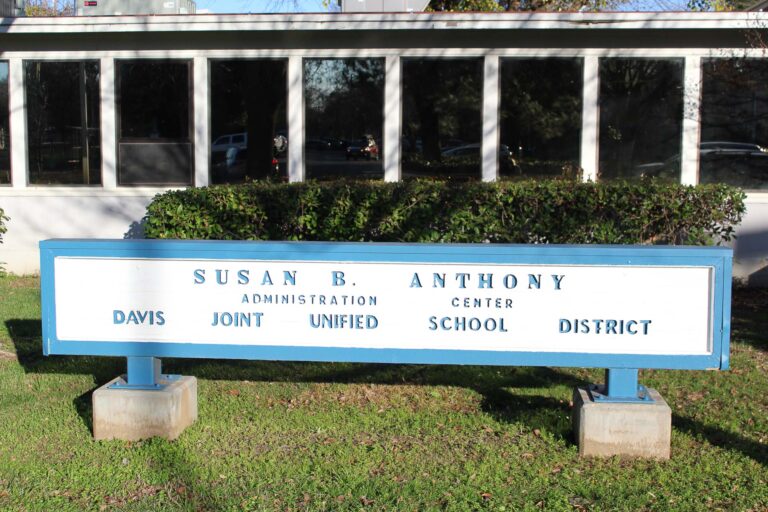 SUSAN B. ANTHONY
ADMINISTRATION CENTER
DAVIS JOINT UNIFIED SCHOOL DISTRICT